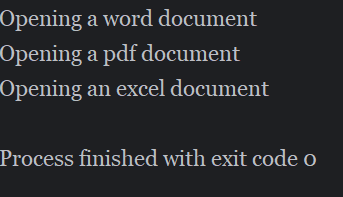 Opening a word document
Opening a pdf document
Opening an excel document
Process finished with exit code 0